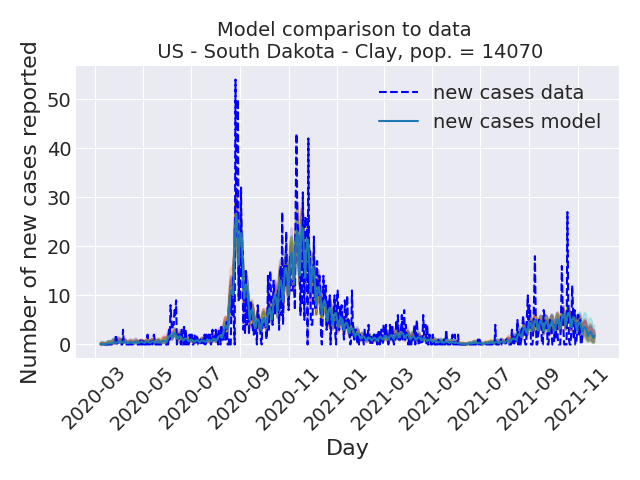 Model comparison to data
US - South Dakota - Clay, pop. = 14070
Number of new cases reported
50
40
30
20
10
0
new cases data
new cases model
2020-03
2020-05
2020-07
2020-09
2020-11
2021-01
2021-03
2021-05
2021-07
2021-09
2021-11
Day